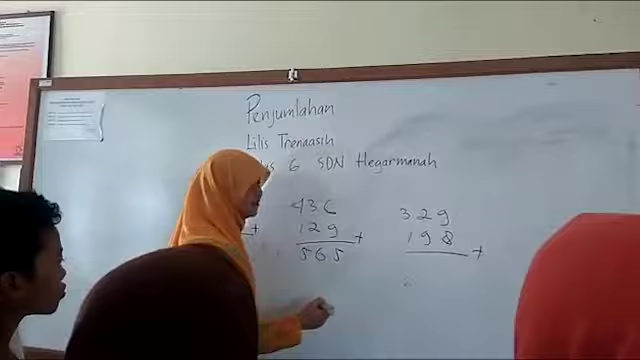 Penjumlahan
Lilis Trenaasih
6 SDN Hegarmanah
436
129 +
565
329
198 +